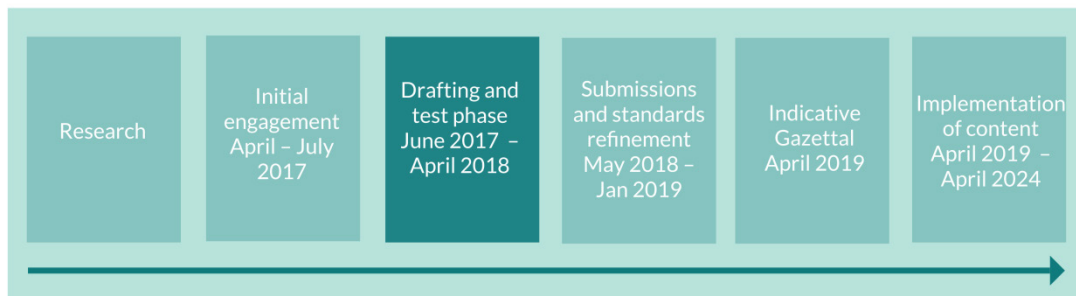 Research
Initial
engagement
April – July
2017
Drafting and
test phase
June 2017 –
April 2018
Submissions
and standards
refinement
May 2018 –
Jan 2019
Indicative
Gazettal
April 2019
Implementation
of content
April 2019 –
April 2024